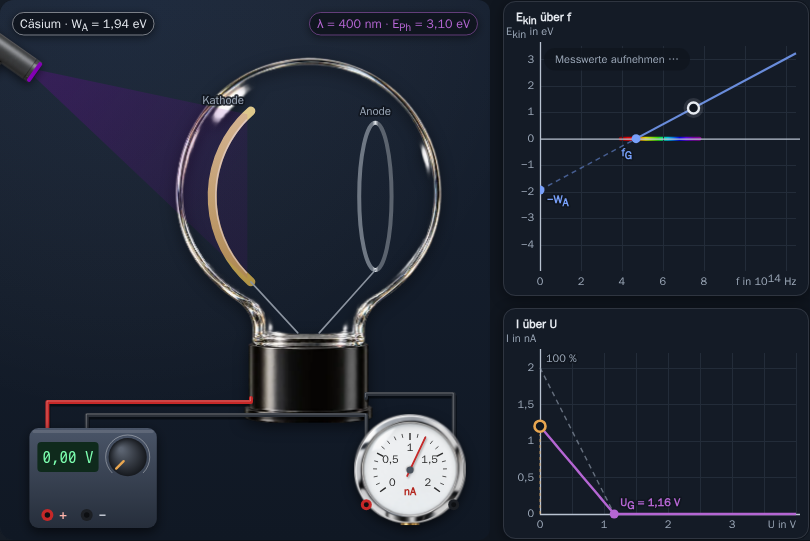 Cäsium · WA = 1,94 eV
λ = 400 nm · EPh = 3,10 eV
Kathode
Anode
0,00 V
+
−
0
0,5
1
1,5
2
nA
Ekin über f
Ekin in eV
Messwerte aufnehmen ···
3
2
1
0
−1
−2
−3
−4
fG
−WA
0
2
4
6
8
f in 10^14 Hz
I über U
I in nA
100 %
2
1,5
1
0,5
0
UG = 1,16 V
0
1
2
3
U in V